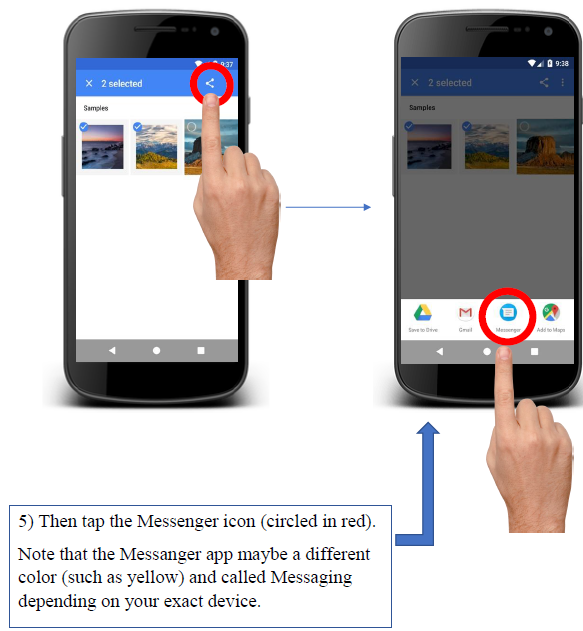 9:37
2 selected
Samples
9:38
2 selected
Samples
Save to Drive
Gmail
Messenger
Add to Maps
5) Then tap the Messenger icon (circled in red).
Note that the Messanger app maybe a different
color (such as yellow) and called Messaging
depending on your exact device.